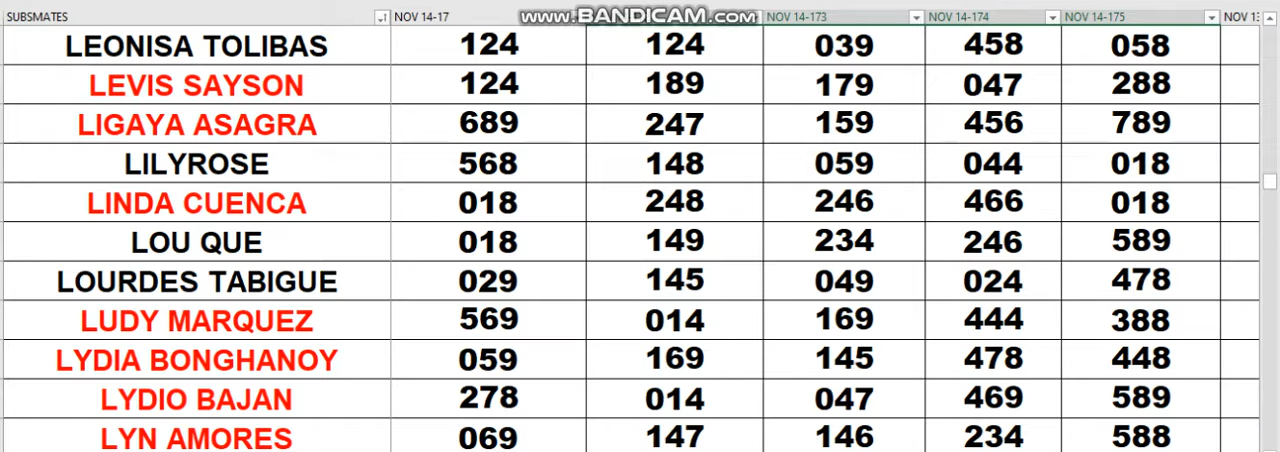 SUBSMATES NOV 14-17 www.BANDICAM.com NOV 14-173 NOV 14-174 NOV 14-175 NOV 13
LEONISA TOLIBAS 124 124 039 458 058
LEVIS SAYSON 124 189 179 047 288
LIGAYA ASAGRA 689 247 159 456 789
LILYROSE 568 148 059 044 018
LINDA CUENCA 018 248 246 466 018
LOU QUE 018 149 234 246 589
LOURDES TABIGUE 029 145 049 024 478
LUDY MARQUEZ 569 014 169 444 388
LYDIA BONGHANOY 059 169 145 478 448
LYDIO BAJAN 278 014 047 469 589
LYN AMORES 069 147 146 234 588